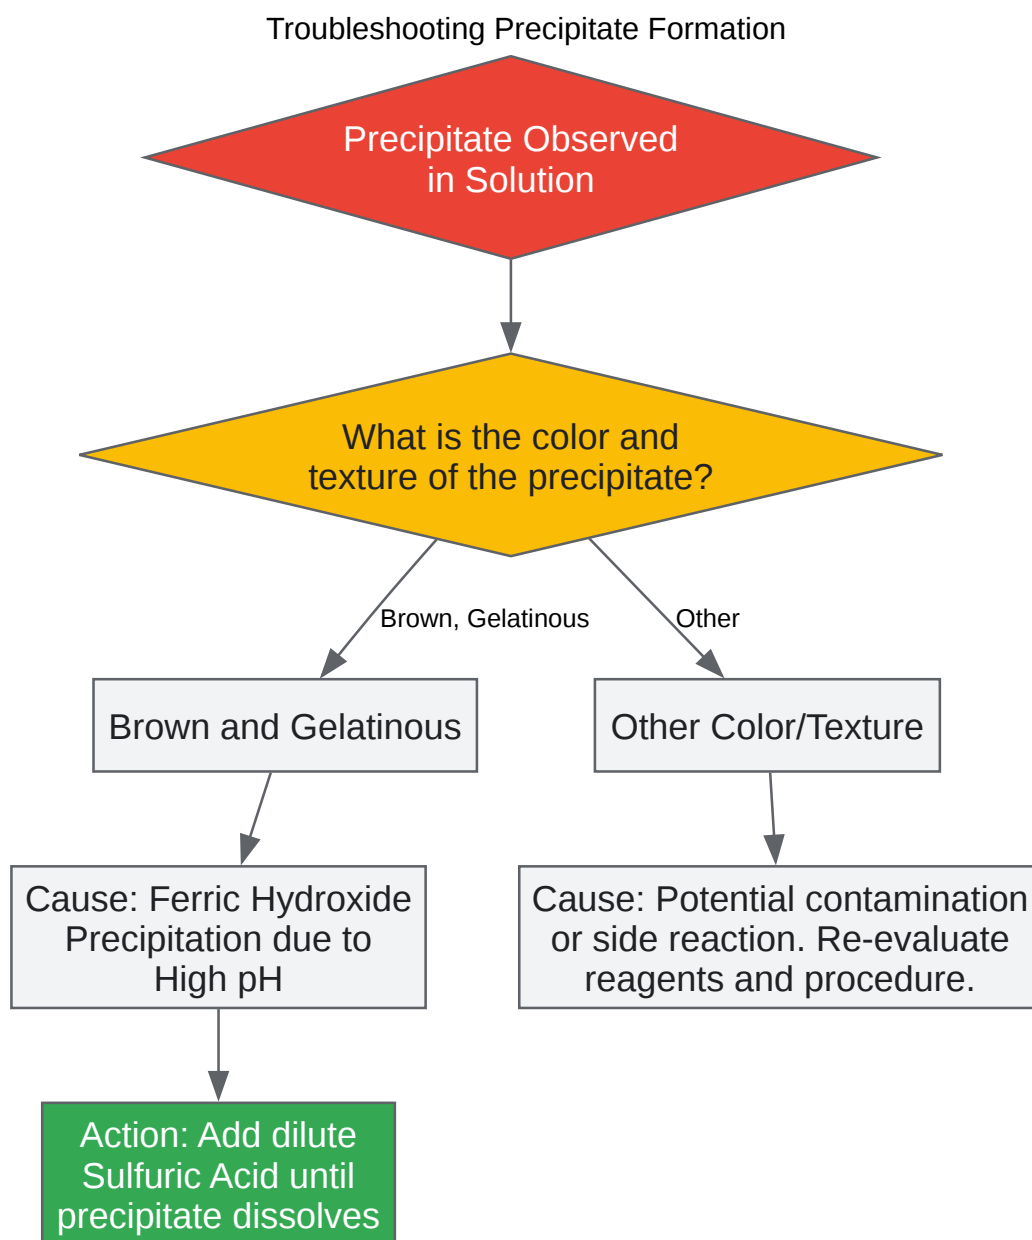 Troubleshooting Precipitate Formation
Precipitate Observed
in Solution
What is the color and
texture of the precipitate?
Brown, Gelatinous
Other
Brown and Gelatinous
Other Color/Texture
Cause: Ferric Hydroxide
Precipitation due to
High pH
Cause: Potential contamination
or side reaction. Re-evaluate
reagents and procedure.
Action: Add dilute
Sulfuric Acid until
precipitate dissolves